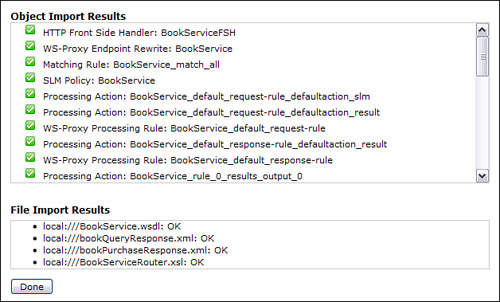 Object Import Results
HTTP Front Side Handler: BookServiceFSH
WS-Proxy Endpoint Rewrite: BookService
Matching Rule: BookService_match_all
SLM Policy: BookService
Processing Action: BookService_default_request-rule_defaultaction_slm
Processing Action: BookService_default_request-rule_defaultaction_result
WS-Proxy Processing Rule: BookService_default_request-rule
Processing Action: BookService_default_response-rule_defaultaction_result
WS-Proxy Processing Rule: BookService_default_response-rule
Processing Action: BookService_rule_0_results_output_0
File Import Results
local:///BookService.wsdl: OK
local:///bookQueryResponse.xml: OK
local:///bookPurchaseResponse.xml: OK
local:///BookServiceRouter.xsl: OK
Done